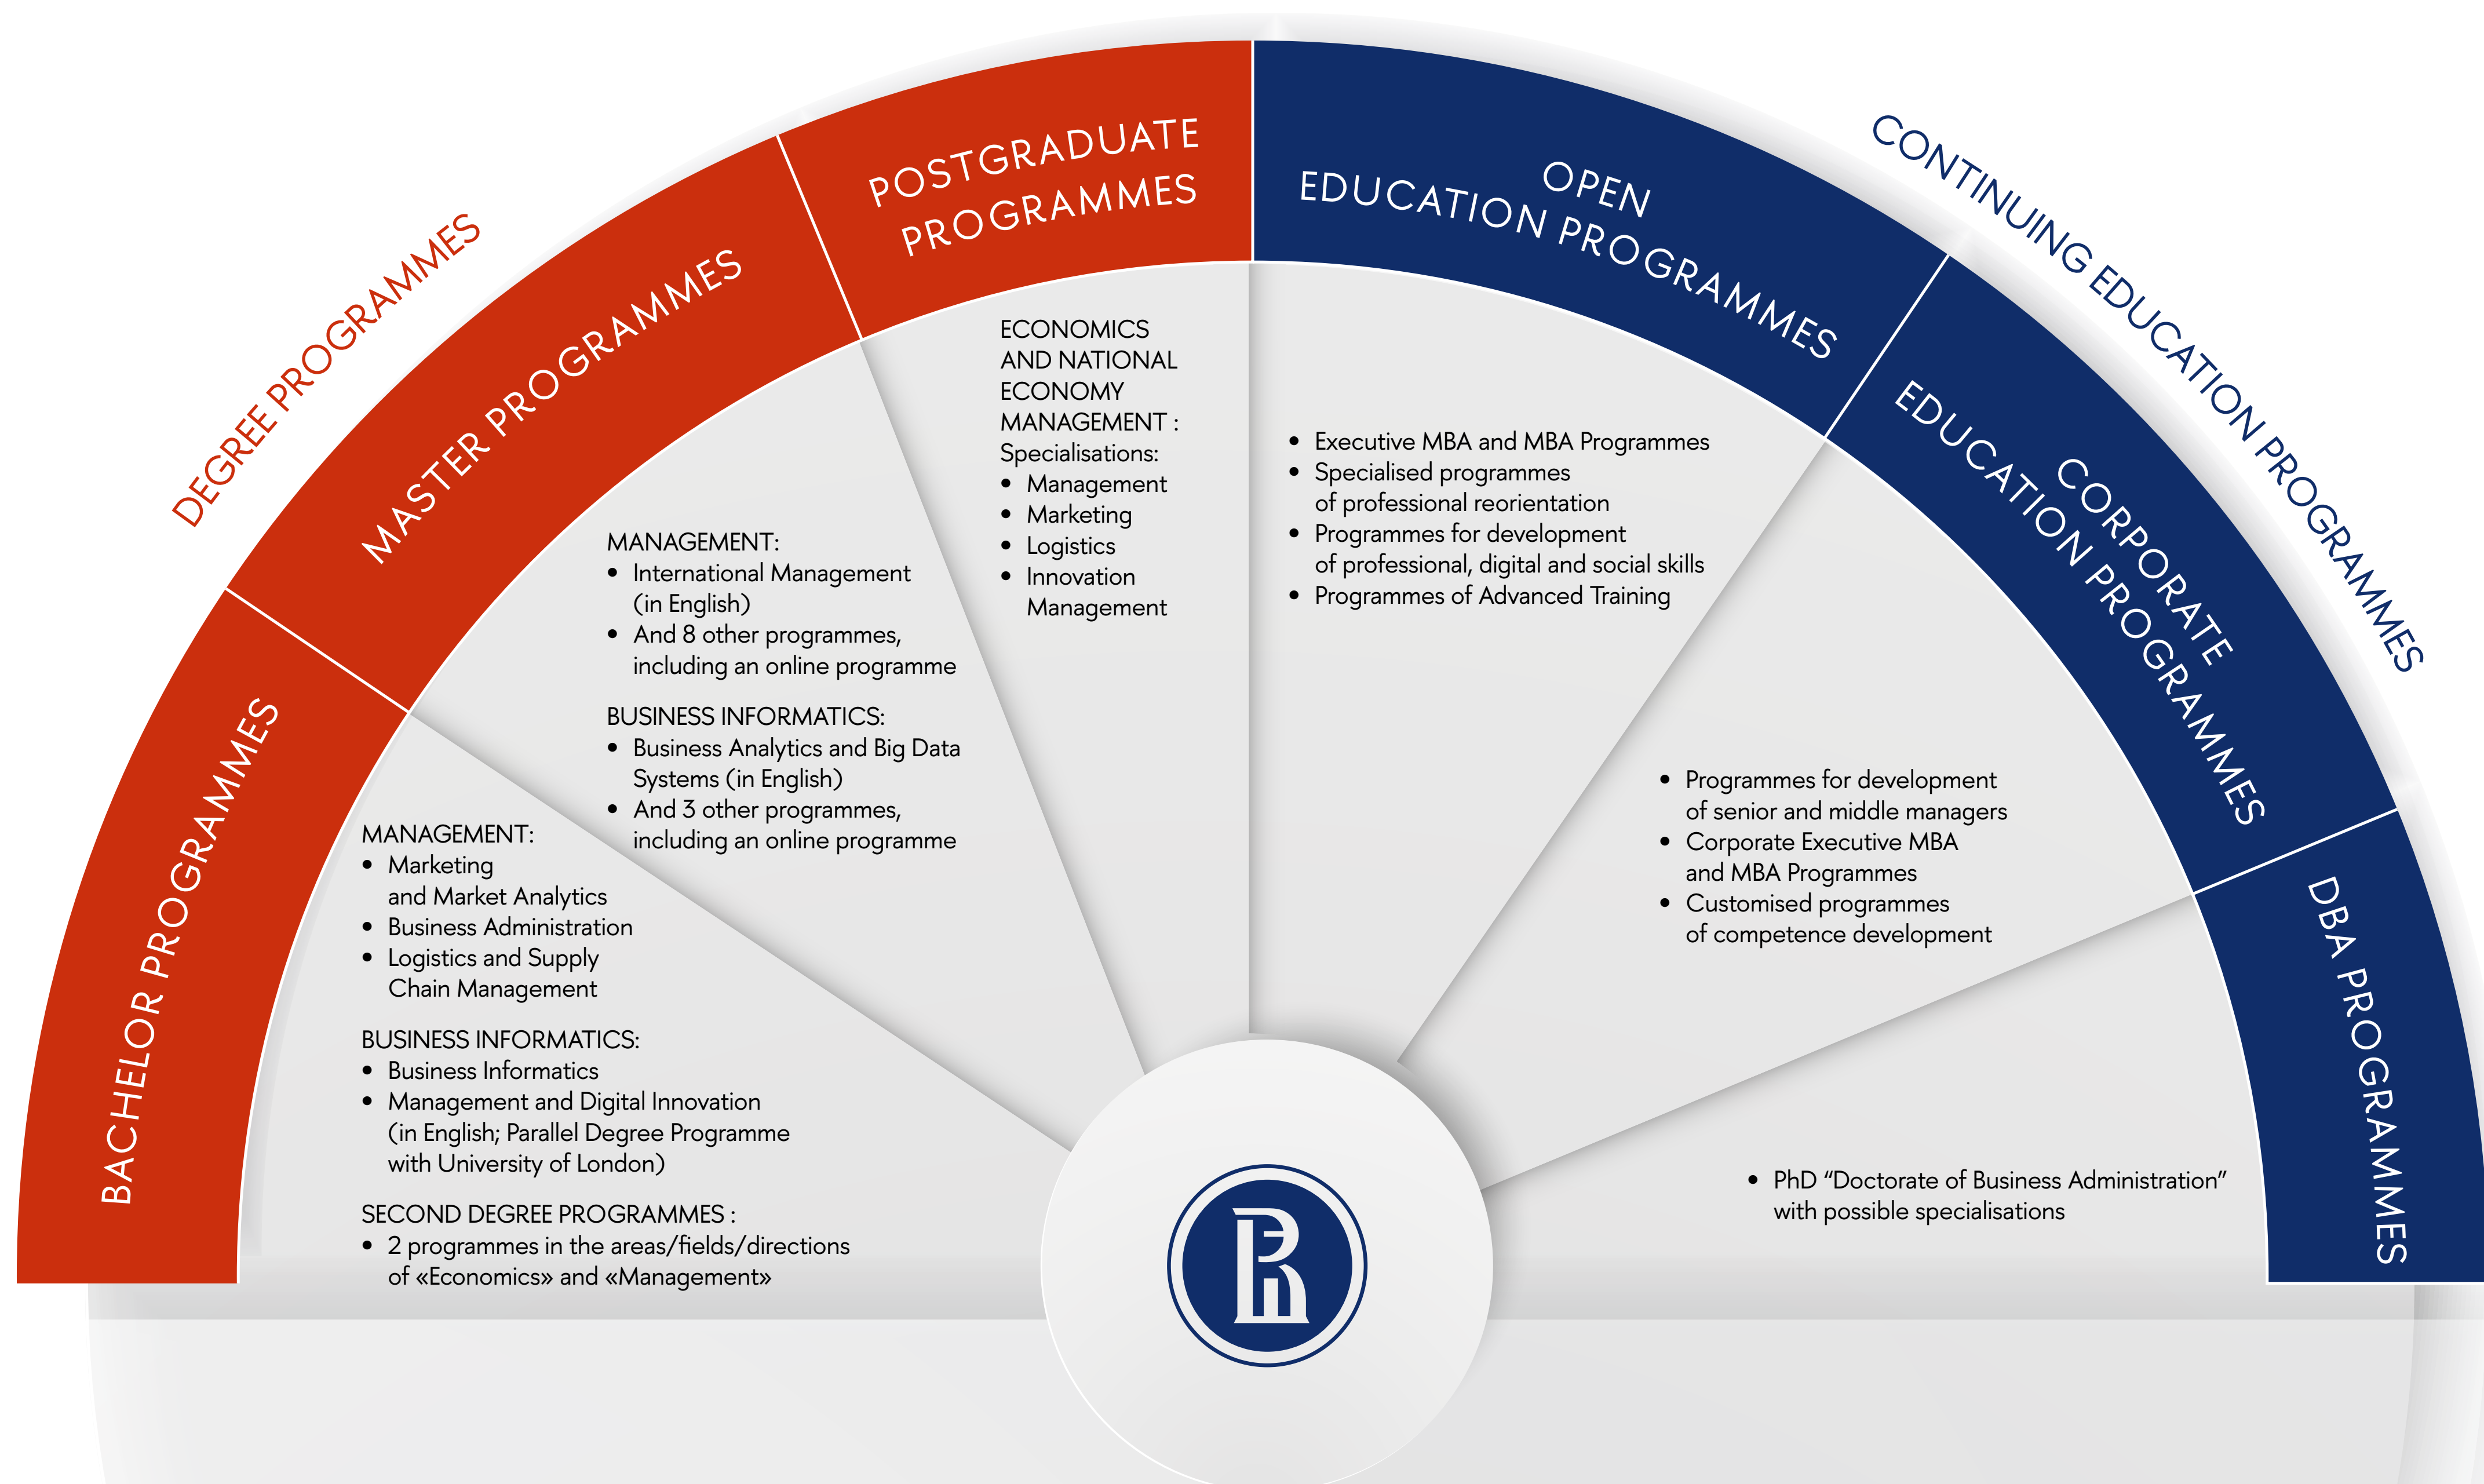 DEGREE PROGRAMMES
BACHELOR PROGRAMMES
MANAGEMENT:
• Marketing
and Market Analytics
• Business Administration
• Logistics and Supply
Chain Management
BUSINESS INFORMATICS:
• Business Informatics
• Management and Digital Innovation
(in English; Parallel Degree Programme
with University of London)
SECOND DEGREE PROGRAMMES :
• 2 programmes in the areas/fields/directions
of «Economics» and «Management»
MASTER PROGRAMMES
MANAGEMENT:
• International Management
(in English)
• And 8 other programmes,
including an online programme
BUSINESS INFORMATICS:
• Business Analytics and Big Data
Systems (in English)
• And 3 other programmes,
including an online programme
POSTGRADUATE
PROGRAMMES
ECONOMICS
AND NATIONAL
ECONOMY
MANAGEMENT :
Specialisations:
• Management
• Marketing
• Logistics
• Innovation
Management
CONTINUING EDUCATION PROGRAMMES
OPEN
EDUCATION PROGRAMMES
• Executive MBA and MBA Programmes
• Specialised programmes
of professional reorientation
• Programmes for development
of professional, digital and social skills
• Programmes of Advanced Training
CORPORATE
EDUCATION PROGRAMMES
• Programmes for development
of senior and middle managers
• Corporate Executive MBA
and MBA Programmes
• Customised programmes
of competence development
DBA PROGRAMMES
• PhD “Doctorate of Business Administration”
with possible specialisations